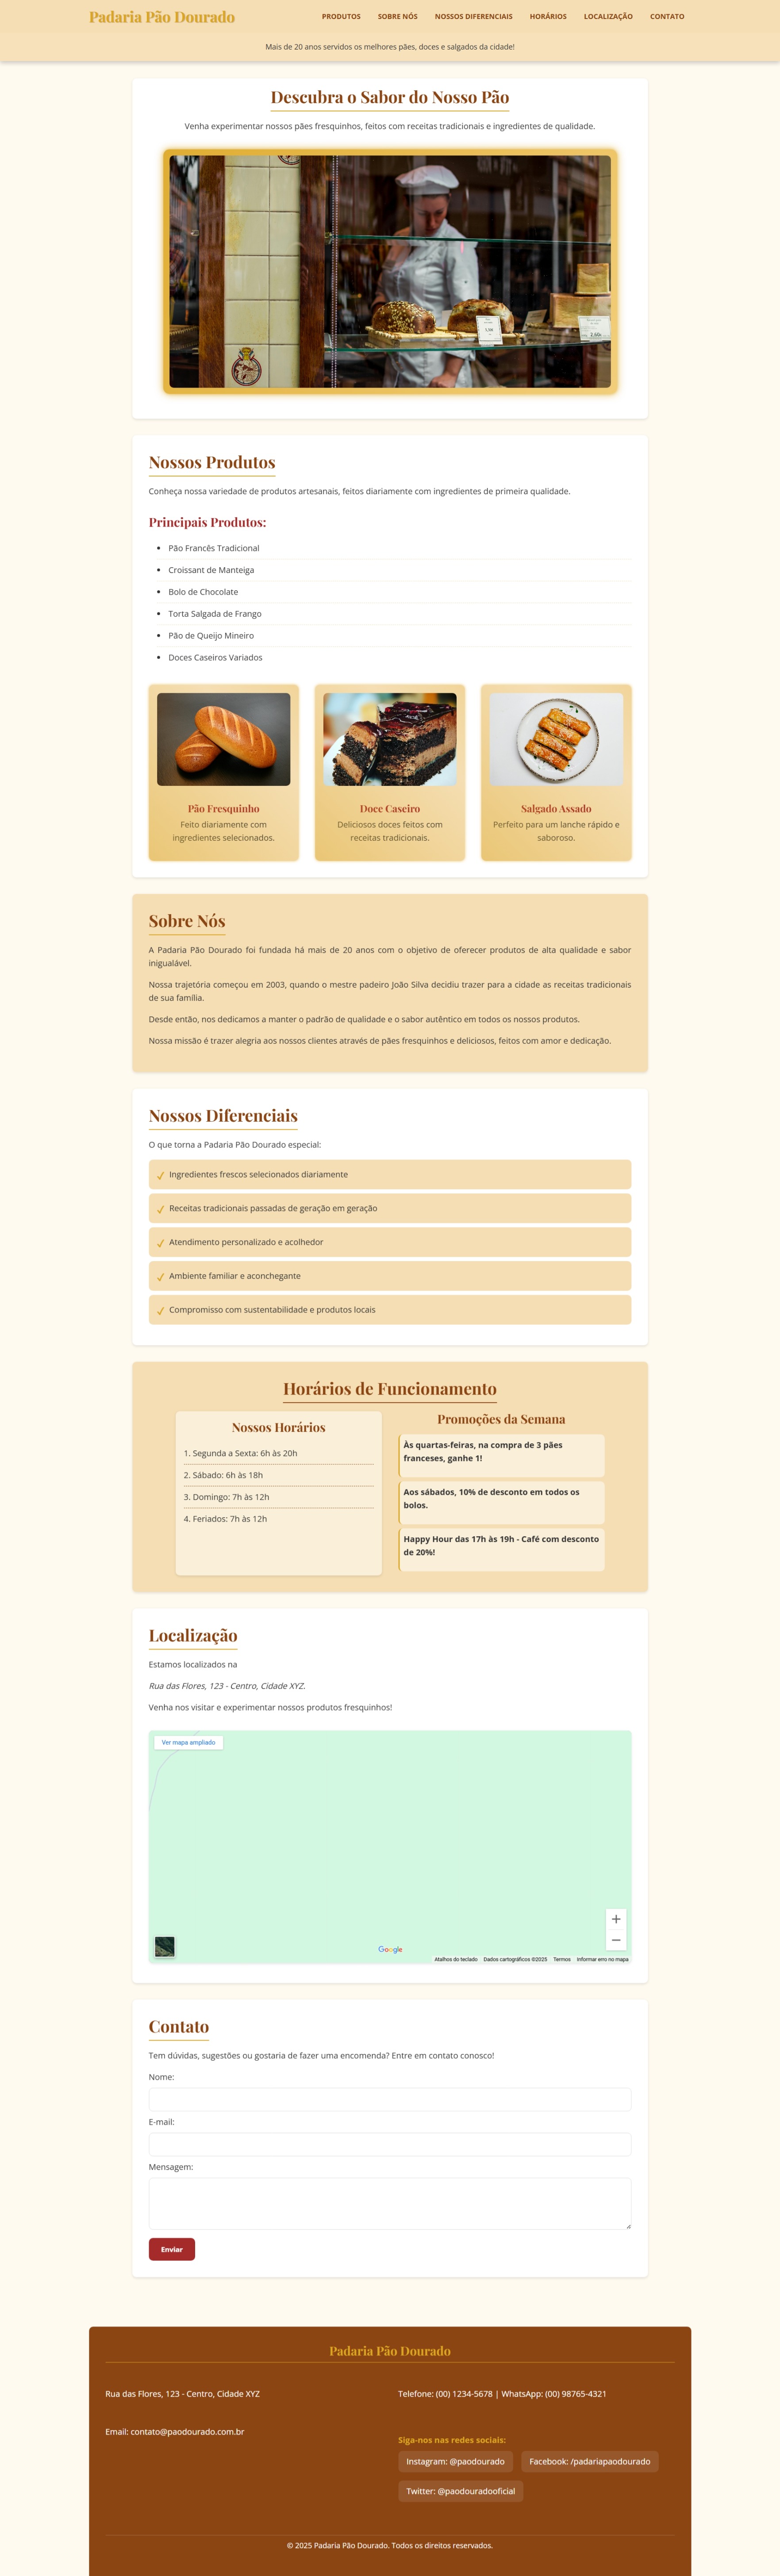 Padaria Pão Dourado
PRODUTOS SOBRE NÓS NOSSOS DIFERENCIAIS HORÁRIOS LOCALIZAÇÃO CONTATO
Mais de 20 anos servidos os melhores pães, doces e salgados da cidade!
Descubra o Sabor do Nosso Pão
Venha experimentar nossos pães fresquinhos, feitos com receitas tradicionais e ingredientes de qualidade.
Nossos Produtos
Conheça nossa variedade de produtos artesanais, feitos diariamente com ingredientes de primeira qualidade.
Principais Produtos:
Pão Francês Tradicional
Croissant de Manteiga
Bolo de Chocolate
Torta Salgada de Frango
Pão de Queijo Mineiro
Doces Caseiros Variados
Pão Fresquinho
Feito diariamente com
ingredientes selecionados.
Doce Caseiro
Deliciosos doces feitos com
receitas tradicionais.
Salgado Assado
Perfeito para um lanche rápido e
saboroso.
Sobre Nós
A Padaria Pão Dourado foi fundada há mais de 20 anos com o objetivo de oferecer produtos de alta qualidade e sabor
inigualável.
Nossa trajetória começou em 2003, quando o mestre padeiro João Silva decidiu trazer para a cidade as receitas tradicionais
de sua família.
Desde então, nos dedicamos a manter o padrão de qualidade e o sabor autêntico em todos os nossos produtos.
Nossa missão é trazer alegria aos nossos clientes através de pães fresquinhos e deliciosos, feitos com amor e dedicação.
Nossos Diferenciais
O que torna a Padaria Pão Dourado especial:
✓ Ingredientes frescos selecionados diariamente
✓ Receitas tradicionais passadas de geração em geração
✓ Atendimento personalizado e acolhedor
✓ Ambiente familiar e aconchegante
✓ Compromisso com sustentabilidade e produtos locais
Horários de Funcionamento
Nossos Horários
1. Segunda a Sexta: 6h às 20h
2. Sábado: 6h às 18h
3. Domingo: 7h às 12h
4. Feriados: 7h às 12h
Promoções da Semana
Às quartas-feiras, na compra de 3 pães
franceses, ganhe 1!
Aos sábados, 10% de desconto em todos os
bolos.
Happy Hour das 17h às 19h - Café com desconto
de 20%!
Localização
Estamos localizados na
Rua das Flores, 123 - Centro, Cidade XYZ.
Venha nos visitar e experimentar nossos produtos fresquinhos!
Ver mapa ampliado
Google
Atalhos do teclado Dados cartográficos ©2025 Termos Informar erro no mapa
Contato
Tem dúvidas, sugestões ou gostaria de fazer uma encomenda? Entre em contato conosco!
Nome:
E-mail:
Mensagem:
Enviar
Padaria Pão Dourado
Rua das Flores, 123 - Centro, Cidade XYZ
Telefone: (00) 1234-5678 | WhatsApp: (00) 98765-4321
Email: contato@paodourado.com.br
Siga-nos nas redes sociais:
Instagram: @paodourado
Facebook: /padariapaodourado
Twitter: @paodouradooficial
© 2025 Padaria Pão Dourado. Todos os direitos reservados.